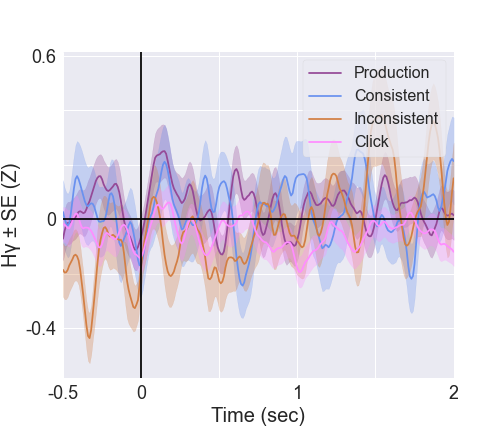 0.6
Production
Consistent
Inconsistent
Click
Hγ ± SE (Z)
0
-0.4
-0.5 0 1 2
Time (sec)